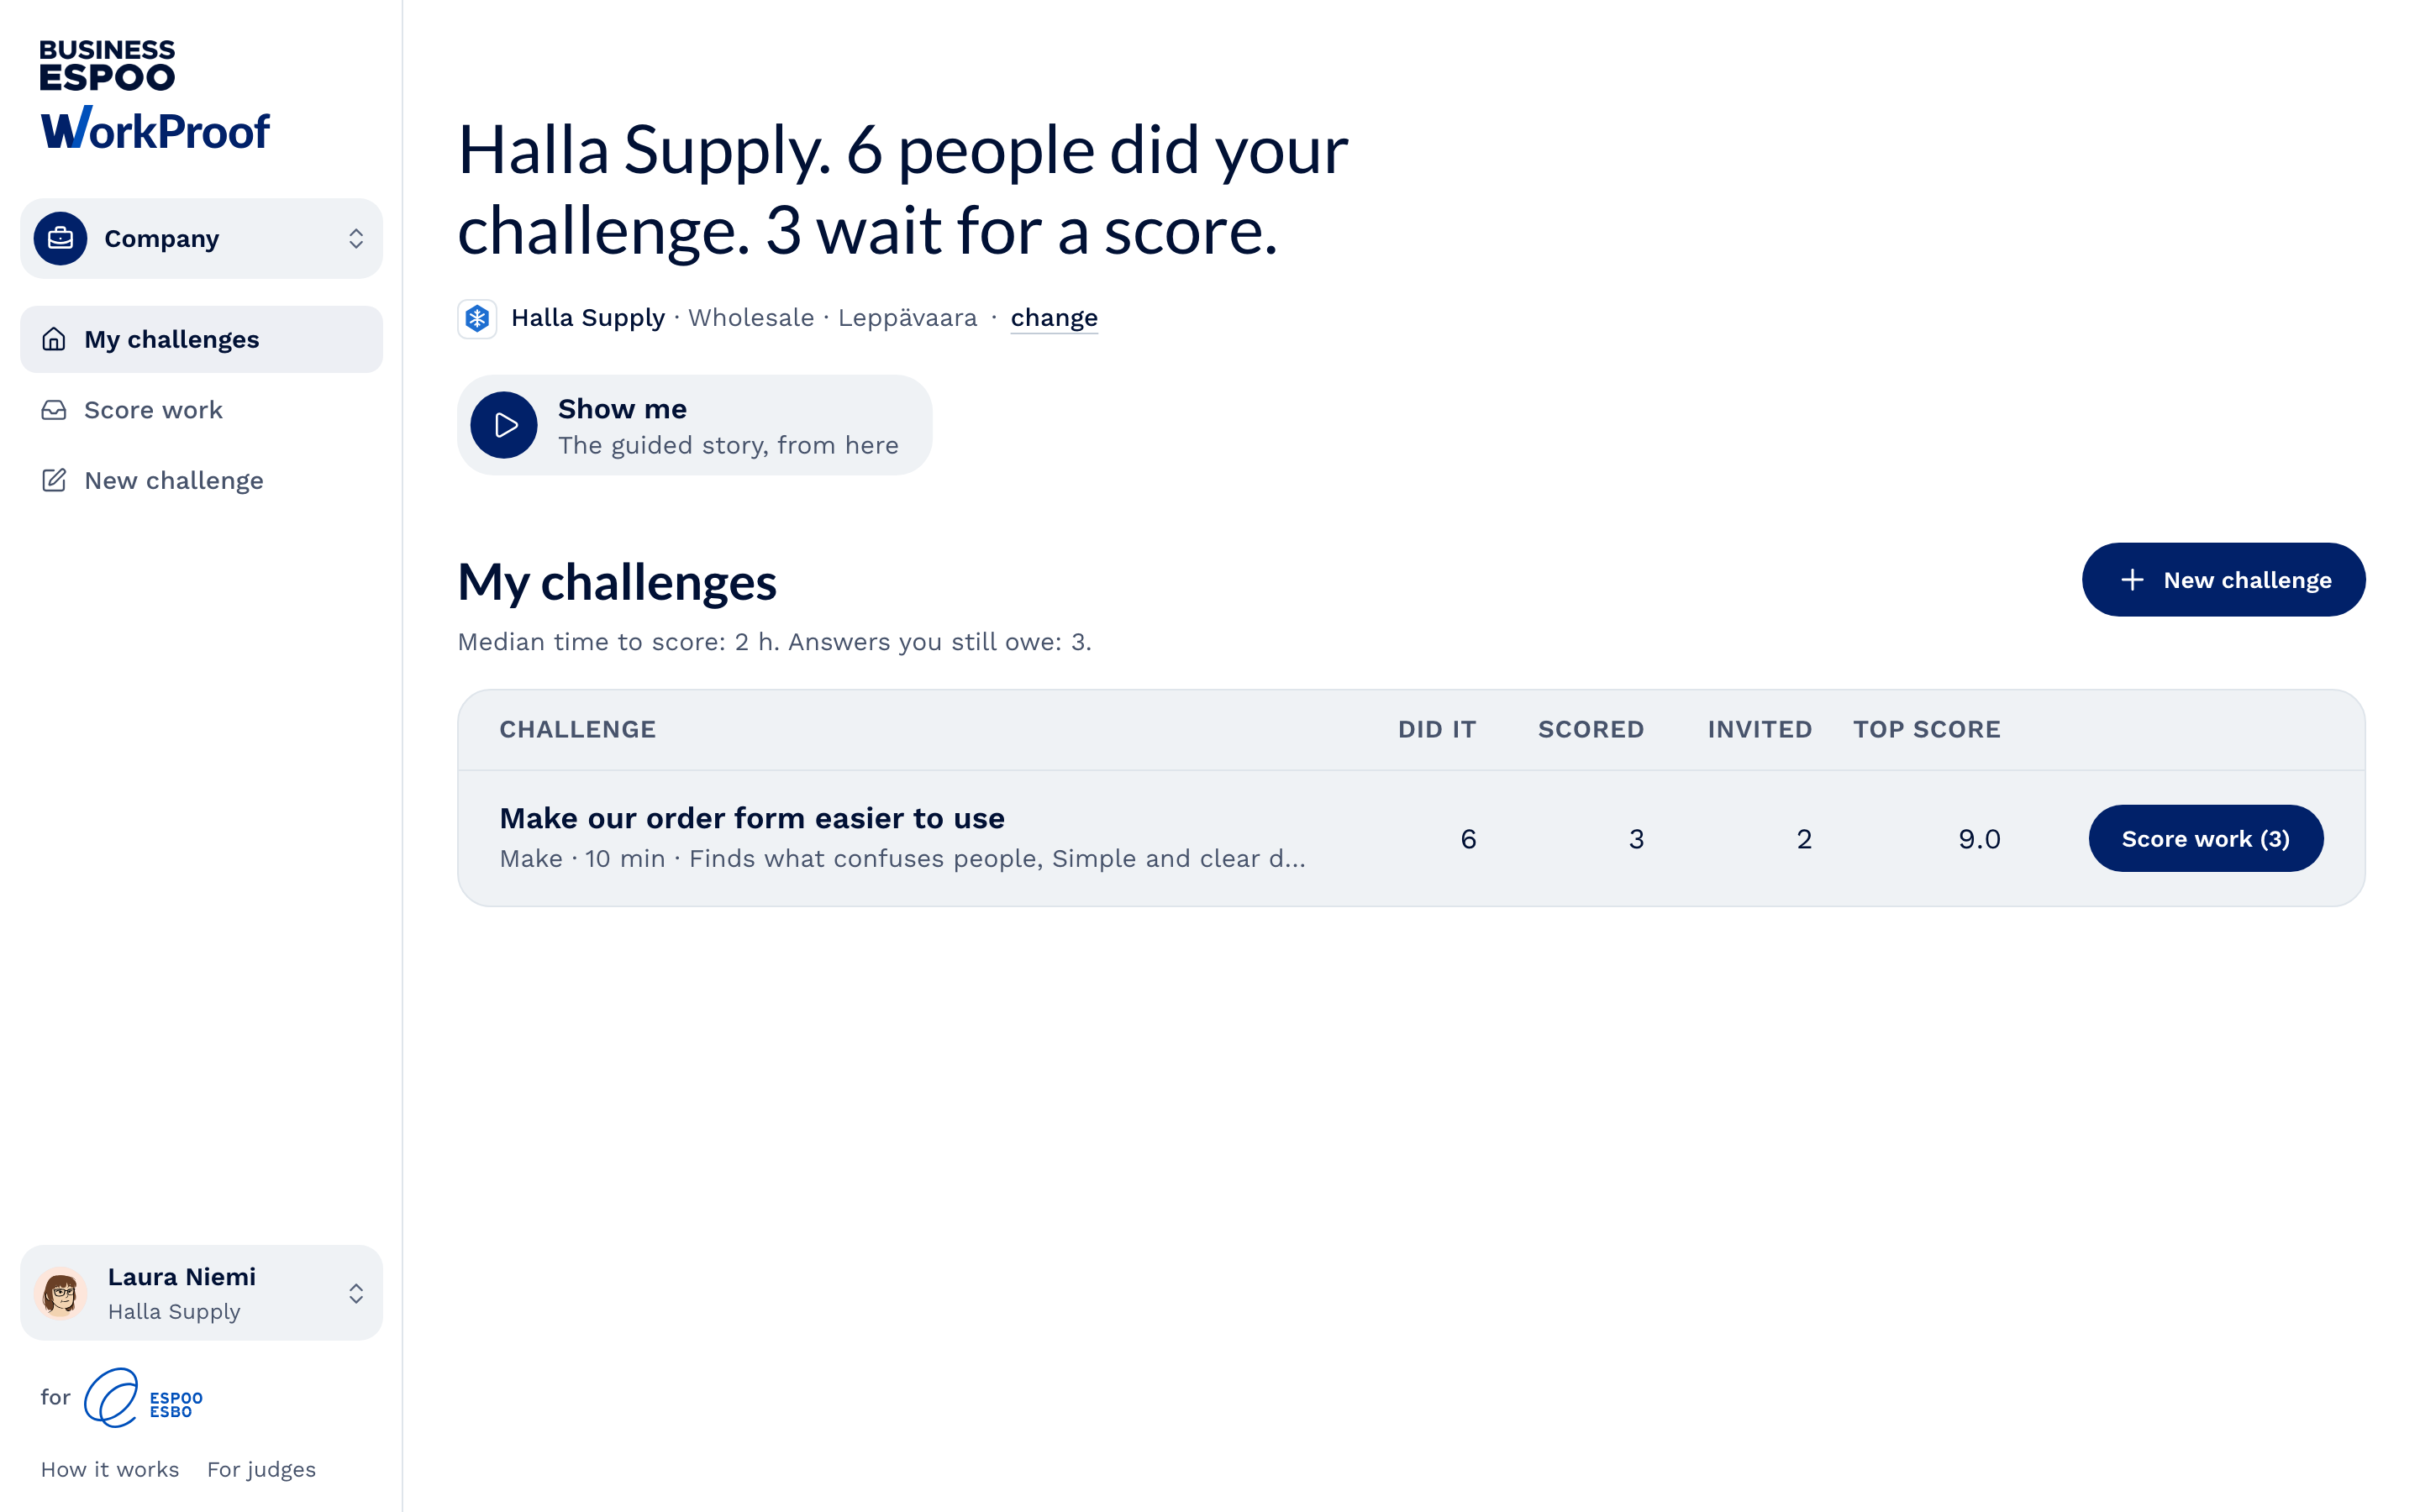 BUSINESS
ESPOO
WorkProof
Company
My challenges
Score work
New challenge
Laura Niemi
Halla Supply
for
ESPOO
ESBO
How it works For judges
Halla Supply. 6 people did your
challenge. 3 wait for a score.
Halla Supply · Wholesale · Leppävaara · change
Show me
The guided story, from here
My challenges
New challenge
Median time to score: 2 h. Answers you still owe: 3.
CHALLENGE DID IT SCORED INVITED TOP SCORE
Make our order form easier to use
Make · 10 min · Finds what confuses people, Simple and clear d...
6 3 2 9.0 Score work (3)